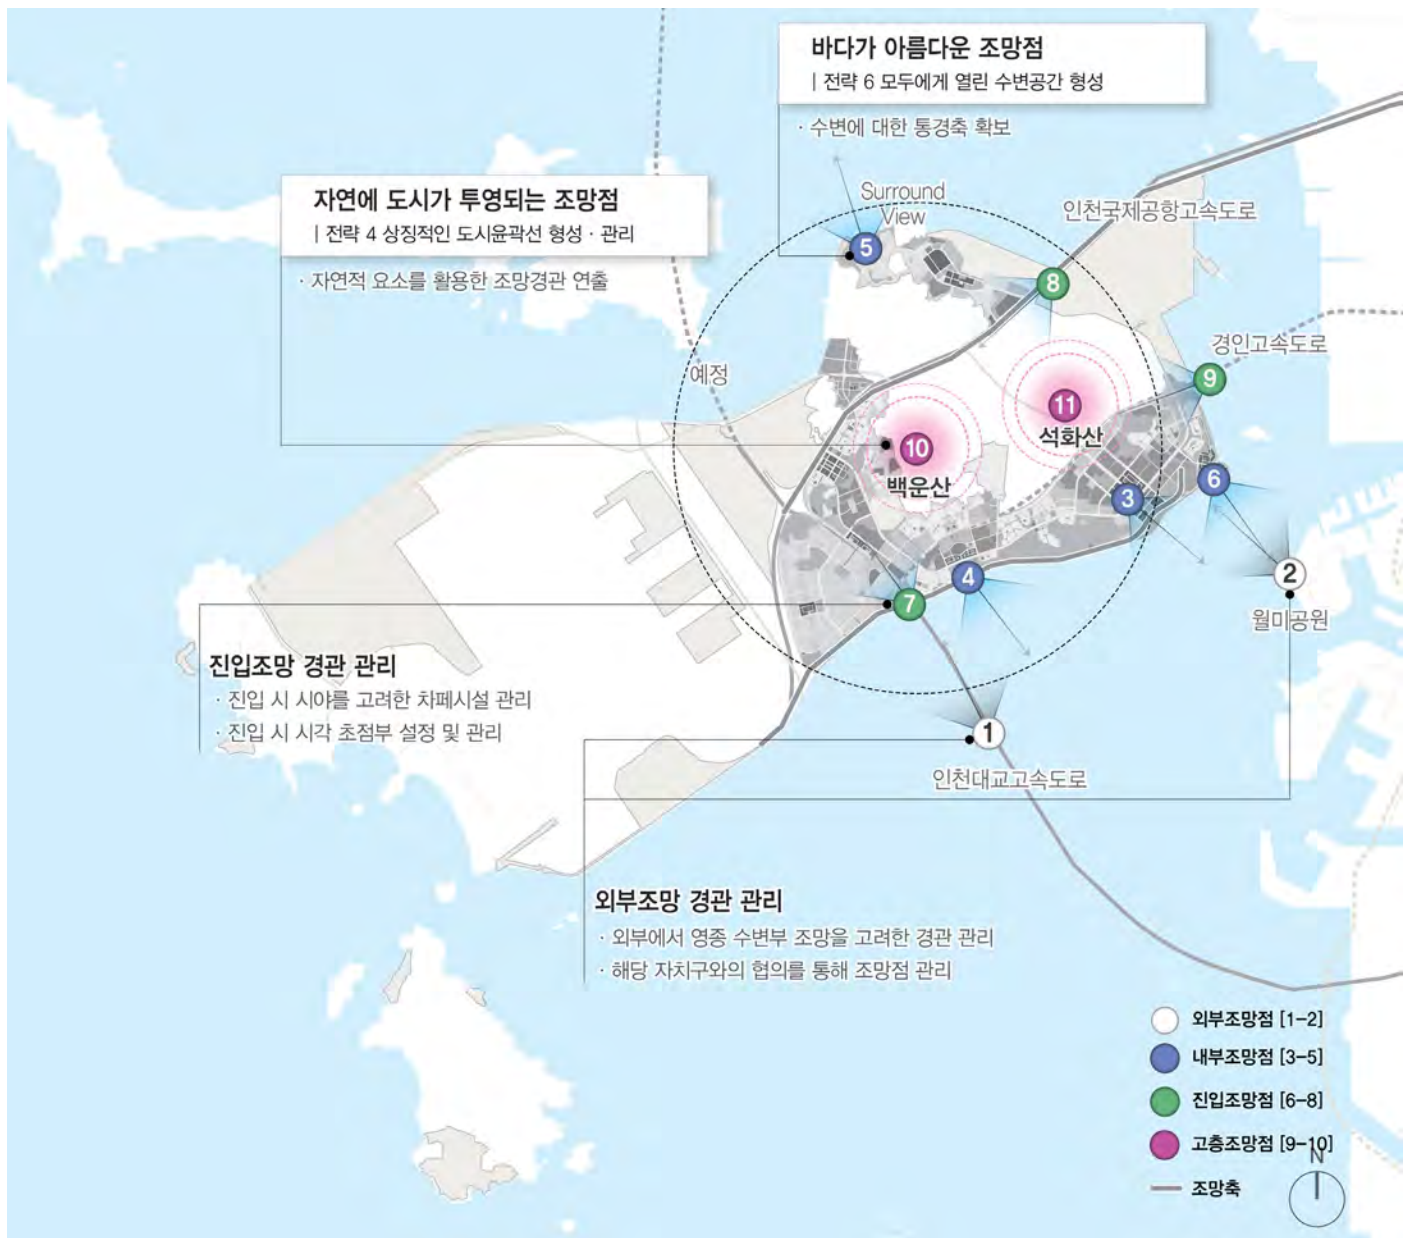 바다가 아름다운 조망점
| 전략 6 모두에게 열린 수변공간 형성
· 수변에 대한 통경축 확보
자연에 도시가 투영되는 조망점
| 전략 4 상징적인 도시윤곽선 형성 · 관리
· 자연적 요소를 활용한 조망경관 연출
Surround
View
인천국제공항고속도로
5
8
경인고속도로
예정
9
11
석화산
10
백운산
6
3
4
2
7
월미공원
진입조망 경관 관리
· 진입 시 시야를 고려한 차폐시설 관리
· 진입 시 시각 초점부 설정 및 관리
1
인천대교고속도로
외부조망 경관 관리
· 외부에서 영종 수변부 조망을 고려한 경관 관리
· 해당 자치구와의 협의를 통해 조망점 관리
외부조망점 [1-2]
내부조망점 [3-5]
진입조망점 [6-8]
고층조망점 [9-10]
조망축
N